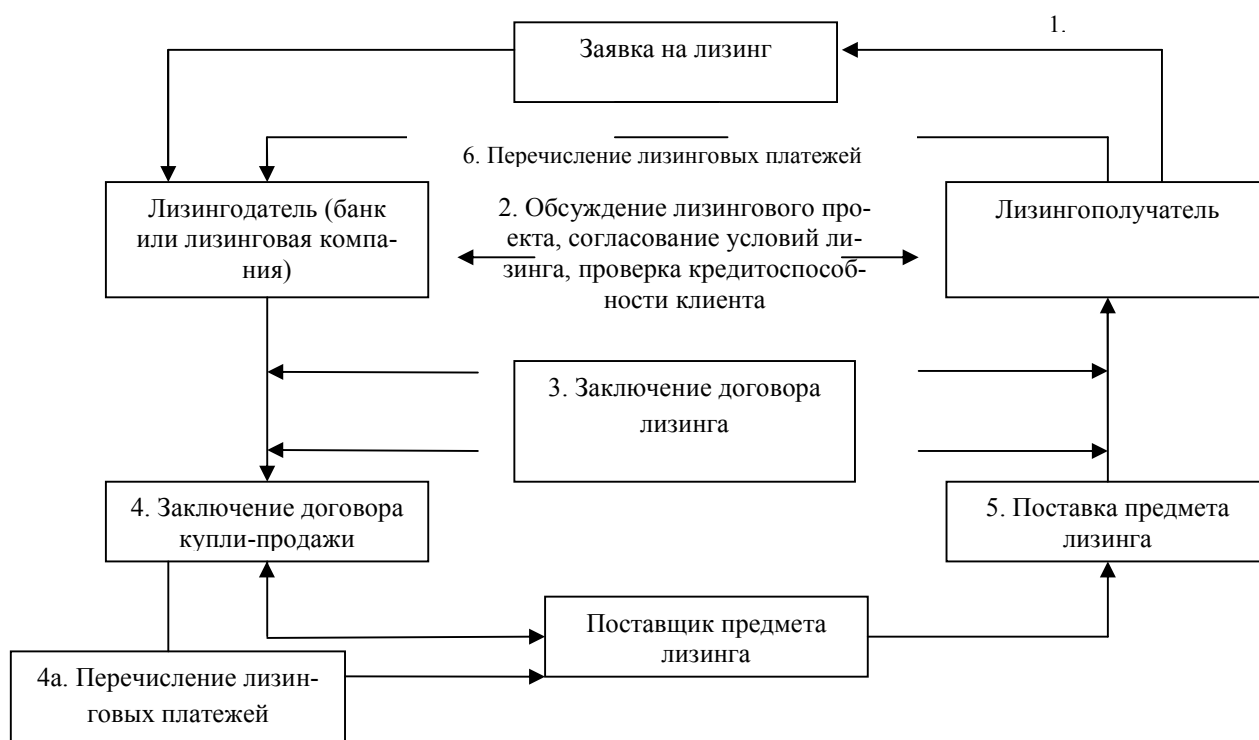 1.
Заявка на лизинг
6. Перечисление лизинговых платежей
Лизингодатель (банк
или лизинговая компа-
ния)
2. Обсуждение лизингового про-
екта, согласование условий ли-
зинга, проверка кредитоспособ-
ности клиента
Лизингополучатель
3. Заключение договора
лизинга
4. Заключение договора
купли-продажи
5. Поставка предмета
лизинга
Поставщик предмета
лизинга
4а. Перечисление лизин-
говых платежей